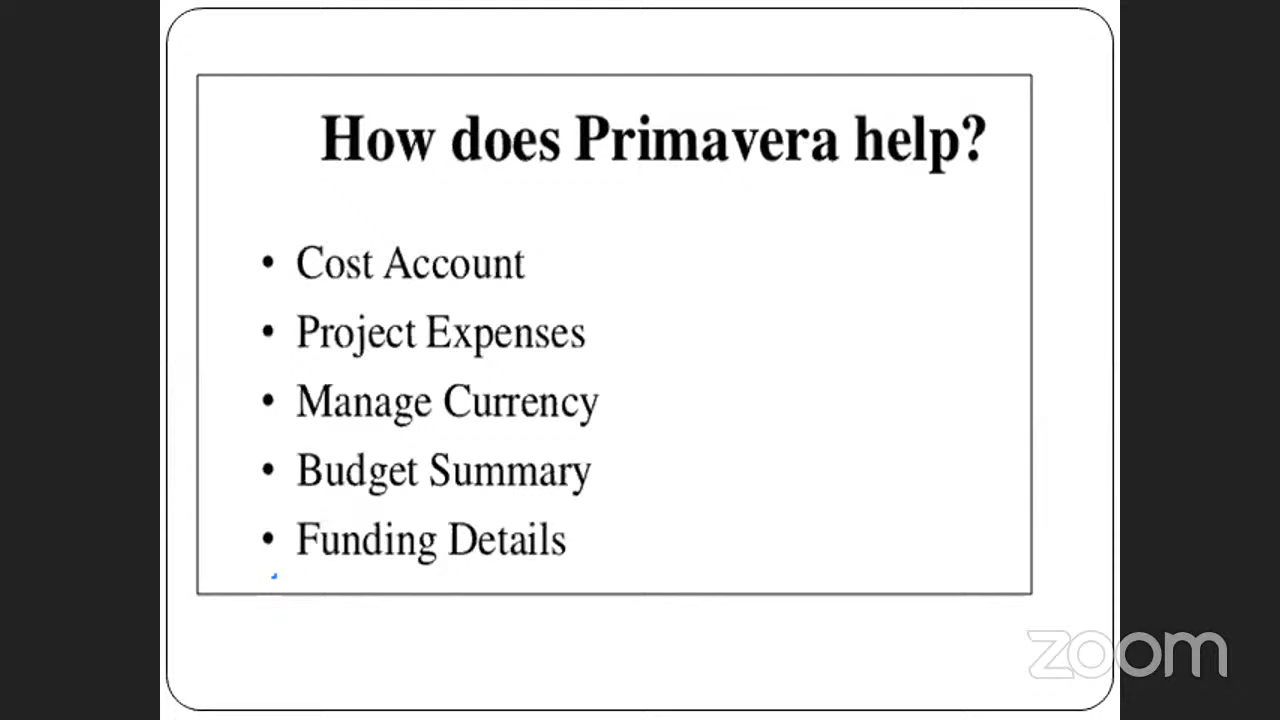 How does Primavera help?
• Cost Account
• Project Expenses
• Manage Currency
• Budget Summary
• Funding Details
zoom